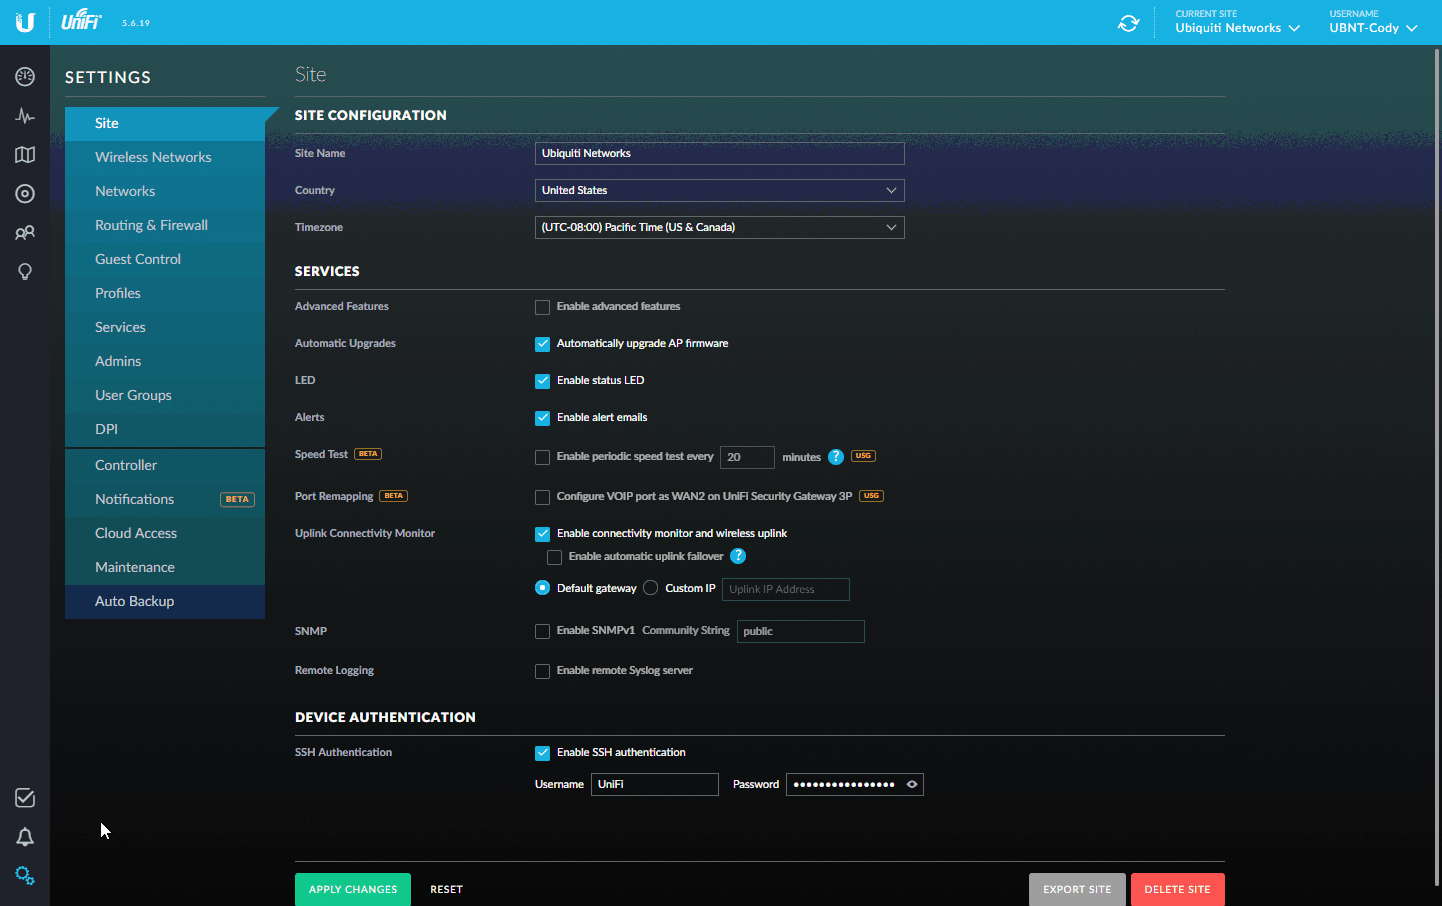 UniFi 5.6.19
CURRENT SITE
Ubiquiti Networks
USERNAME
UBNT-Cody
SETTINGS
Site
Wireless Networks
Networks
Routing & Firewall
Guest Control
Profiles
Services
Admins
User Groups
DPI
Controller
Notifications BETA
Cloud Access
Maintenance
Auto Backup
Site
SITE CONFIGURATION
Site Name Ubiquiti Networks
Country United States
Timezone (UTC-08:00) Pacific Time (US & Canada)
SERVICES
Advanced Features Enable advanced features
Automatic Upgrades Automatically upgrade AP firmware
LED Enable status LED
Alerts Enable alert emails
Speed Test BETA Enable periodic speed test every 20 minutes ? USG
Port Remapping BETA Configure VOIP port as WAN2 on UniFi Security Gateway 3P USG
Uplink Connectivity Monitor Enable connectivity monitor and wireless uplink
Enable automatic uplink failover ?
Default gateway Custom IP Uplink IP Address
SNMP Enable SNMPv1 Community String public
Remote Logging Enable remote Syslog server
DEVICE AUTHENTICATION
SSH Authentication Enable SSH authentication
Username UniFi Password ••••••••••••••••
APPLY CHANGES RESET EXPORT SITE DELETE SITE